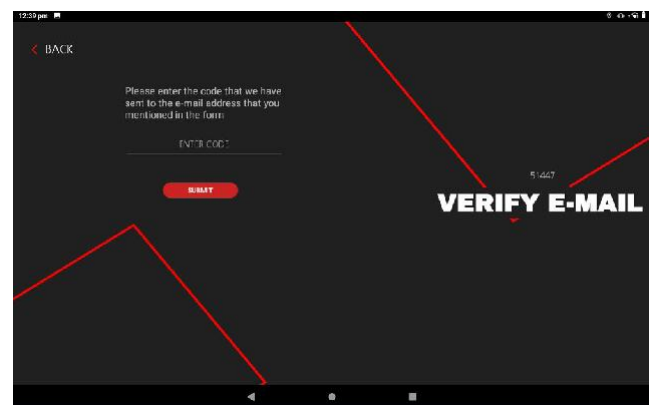 12:39 pm
BACK
Please enter the code that we have
sent to the e-mail address that you
mentioned in the form
ENTER CODE
SUBMIT
51447
VERIFY E-MAIL